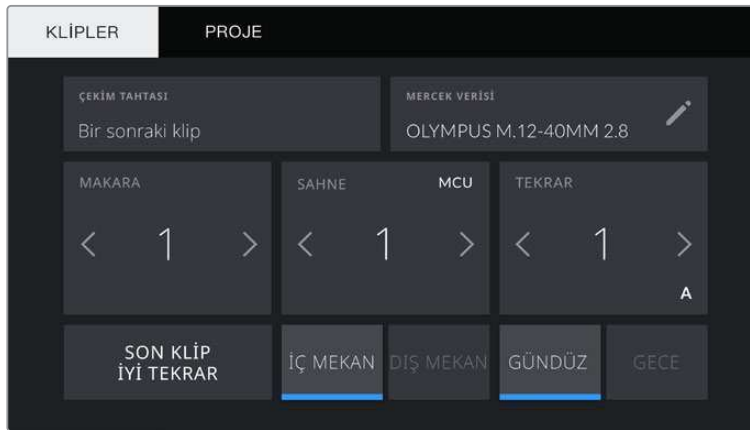 KLİPLER PROJE
ÇEKİM TAHTASI
Bir sonraki klip
MERCEK VERİSİ
OLYMPUS M.12-40MM 2.8
MAKARA
1
SAHNE MCU
1
TEKRAR
1
A
SON KLİP
İYİ TEKRAR
İÇ MEKAN DIŞ MEKAN GÜNDÜZ GECE